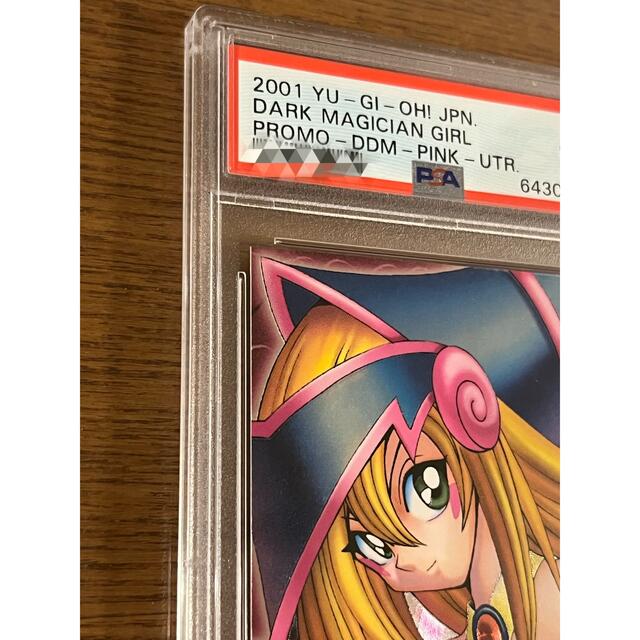 2001 YU-GI-OH! JPN.
DARK MAGICIAN GIRL
PROMO-DDM-PINK-UTR.
PSA
6430